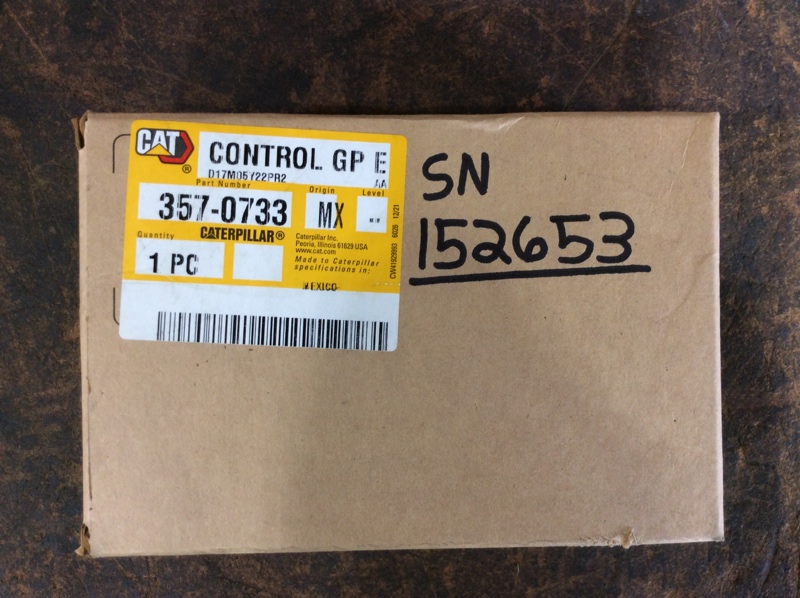 CAT®
CONTROL GP E
D17M05Y22PR2
AA
Part Number
Origin
Level
357-0733
MX
Quantity
CATERPILLAR®
Caterpillar Inc.
Peoria, Illinois 61629 USA
www.cat.com
Made to Caterpillar
specifications in:
1 PC
MEXICO
SN
152653